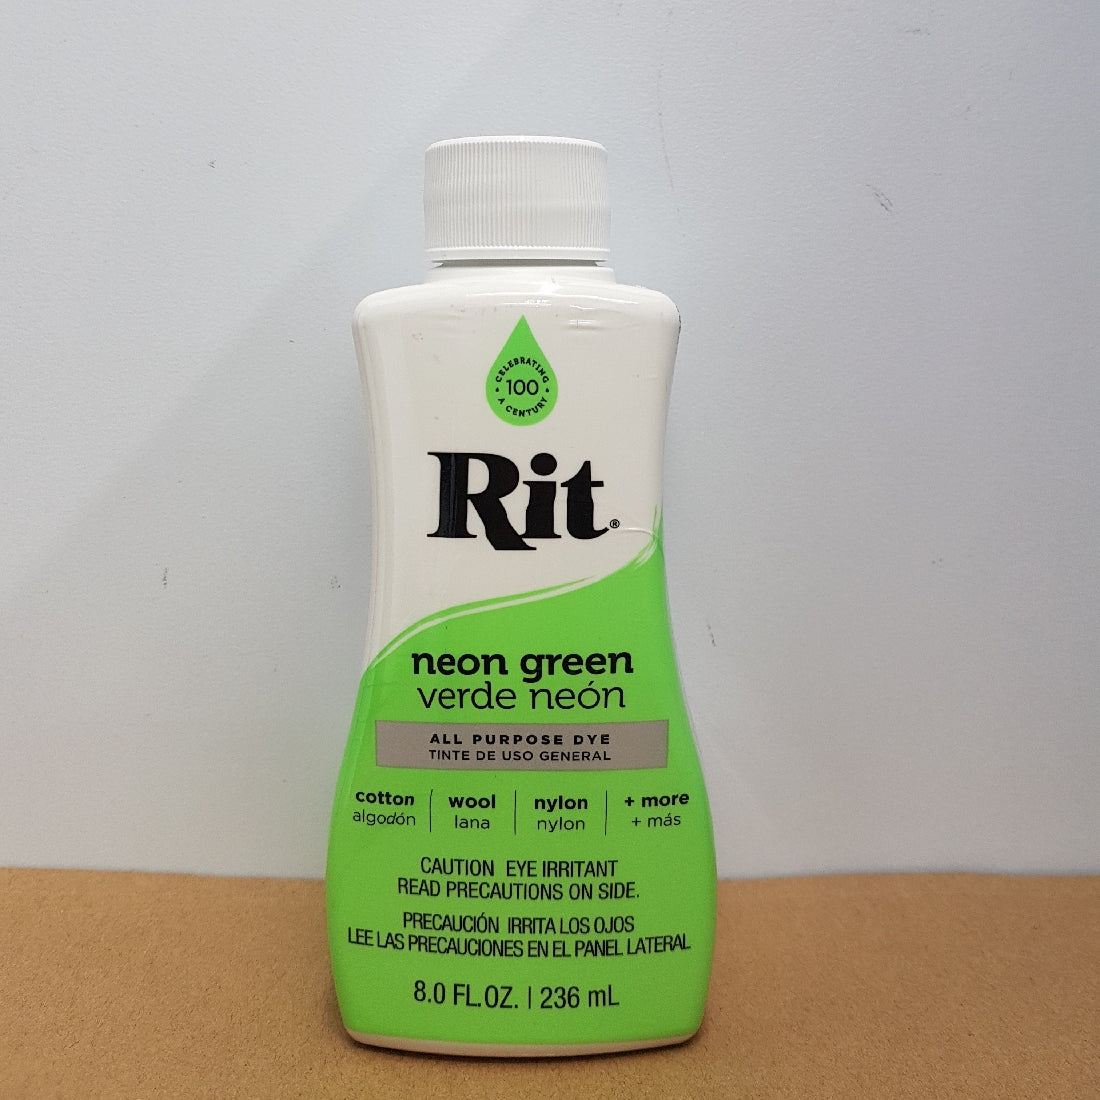 CELEBRATING
100
A CENTURY
Rit®
neon green
verde neón
ALL PURPOSE DYE
TINTE DE USO GENERAL
cotton | wool | nylon | + more
algodón | lana | nylon | + más
CAUTION EYE IRRITANT
READ PRECAUTIONS ON SIDE.
PRECAUCIÓN IRRITA LOS OJOS
LEE LAS PRECAUCIONES EN EL PANEL LATERAL
8.0 FL.OZ. | 236 mL